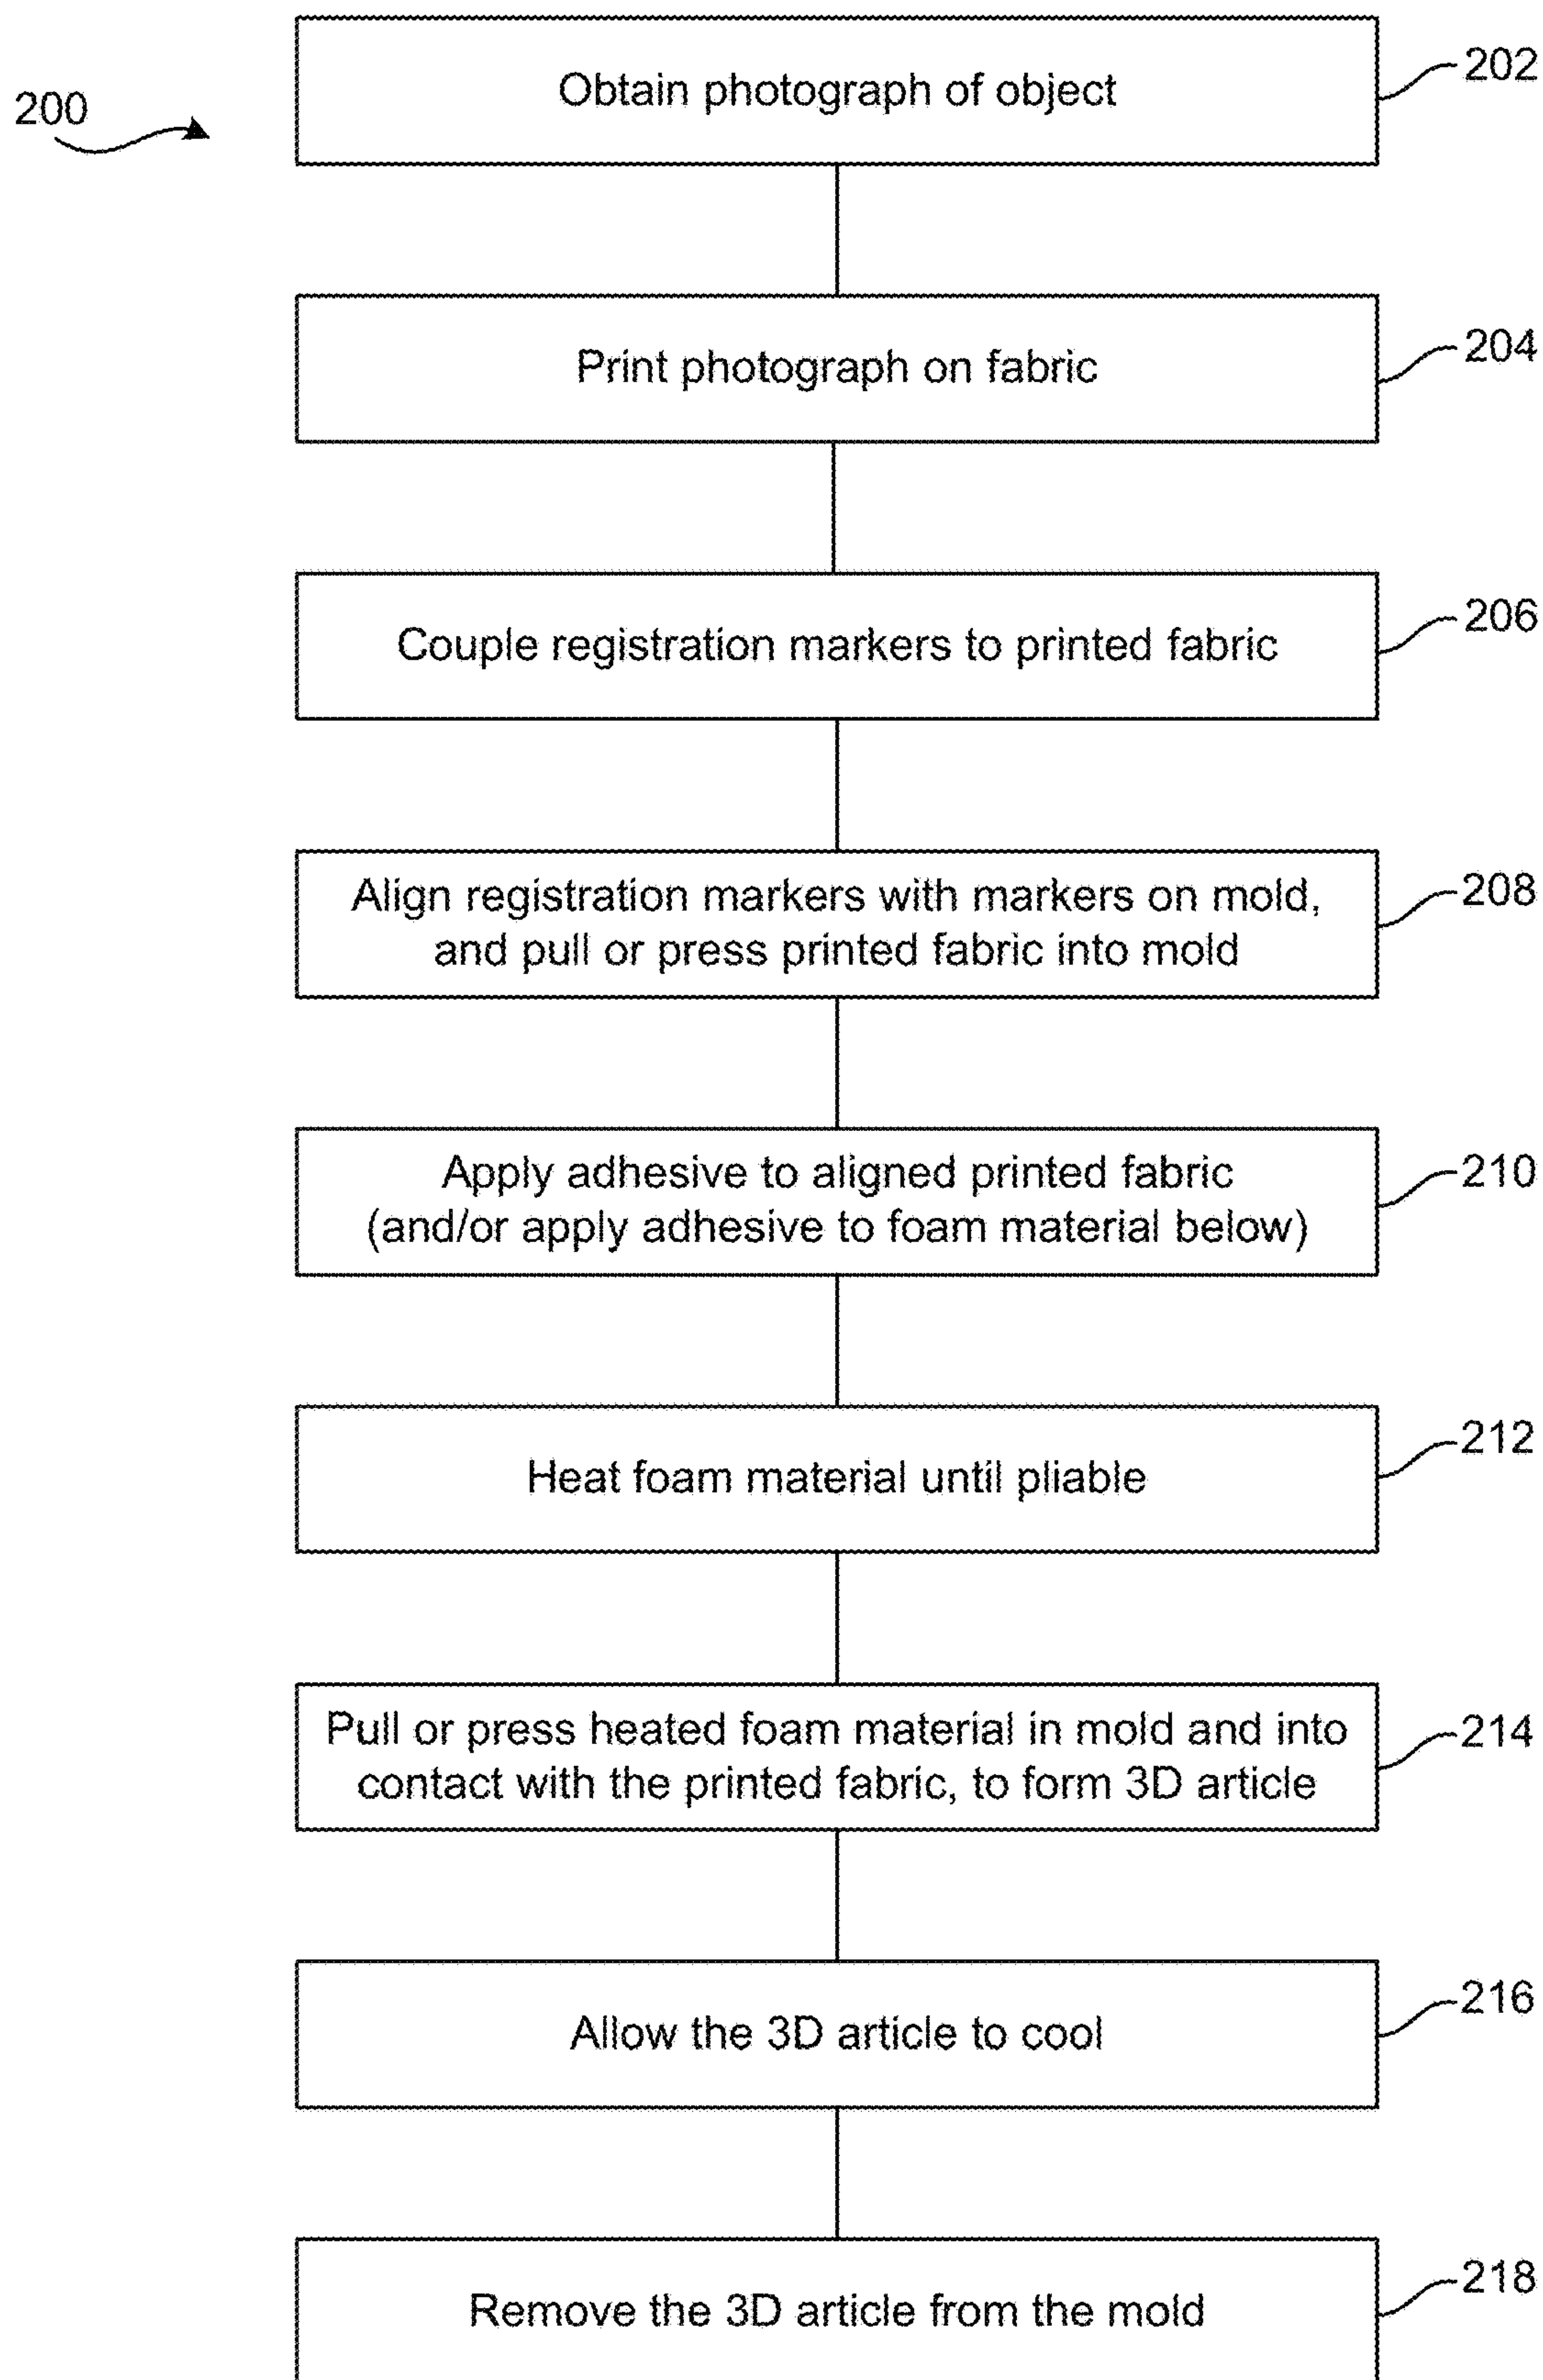 200
Obtain photograph of object
202
Print photograph on fabric
204
Couple registration markers to printed fabric
206
Align registration markers with markers on mold,
and pull or press printed fabric into mold
208
Apply adhesive to aligned printed fabric
(and/or apply adhesive to foam material below)
210
Heat foam material until pliable
212
Pull or press heated foam material in mold and into
contact with the printed fabric, to form 3D article
214
Allow the 3D article to cool
216
Remove the 3D article from the mold
218